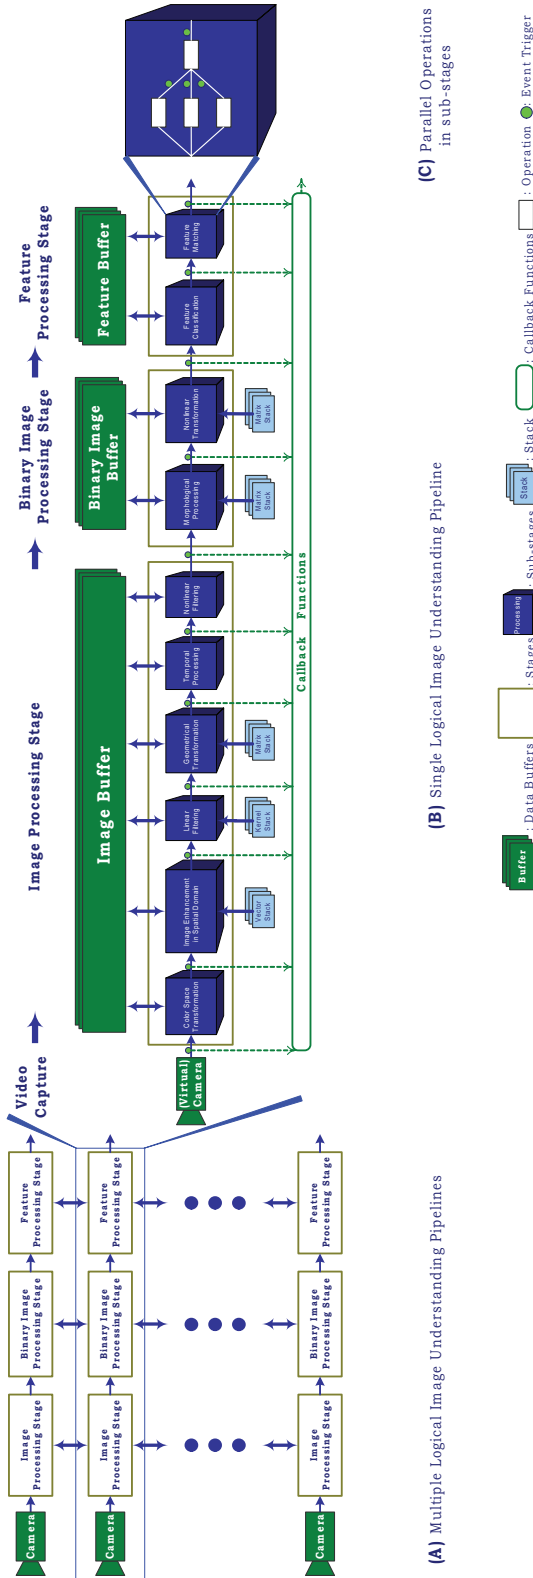 Video
Capture
Image Processing Stage
Binary Image
Processing Stage
Feature
Processing Stage
Camera
Image
Processing Stage
Binary Image
Processing Stage
Feature
Processing Stage
Camera
Image
Processing Stage
Binary Image
Processing Stage
Feature
Processing Stage
Camera
Image
Processing Stage
Binary Image
Processing Stage
Feature
Processing Stage
Image Buffer
Binary Image
Buffer
Feature Buffer
(Virtual)
Camera
Color Space
Transformation
Image Enhancement
in Spatial Domain
Linear
Filtering
Geometrical
Transformation
Temporal
Processing
Nonlinear
Filtering
Morphological
Processing
Nonlinear
Transformation
Feature
Classification
Feature
Matching
Vector
Stack
Kernel
Stack
Matrix
Stack
Matrix
Stack
Matrix
Stack
Callback Functions
(A) Multiple Logical Image Understanding Pipelines
(B) Single Logical Image Understanding Pipeline
(C) Parallel Operations
in sub-stages
Buffer
: Data Buffers
: Stages
Processing
: Sub-stages
Stack
: Stack
: Callback Functions
: Operation
: Event Trigger